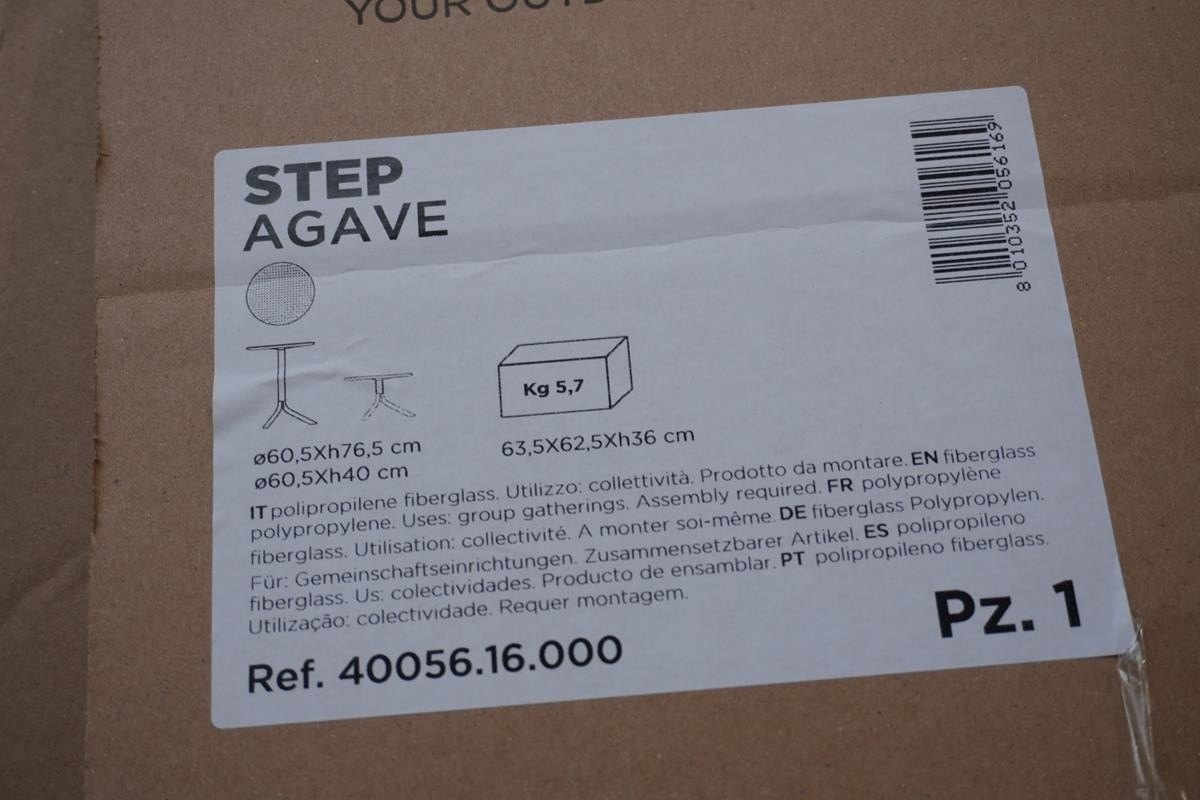 YOUR
STEP
AGAVE
8 010352 056169
Kg 5,7
ø60,5Xh76,5 cm
ø60,5Xh40 cm
63,5X62,5Xh36 cm
IT polipropilene fiberglass. Utilizzo: collettività. Prodotto da montare. EN fiberglass
polypropylene. Uses: group gatherings. Assembly required. FR polypropylène
fiberglass. Utilisation: collectivité. A monter soi-même. DE fiberglass Polypropylen.
Für: Gemeinschaftseinrichtungen. Zusammensetzbarer Artikel. ES polipropileno
fiberglass. Us: colectividades. Producto de ensamblar. PT polipropileno fiberglass.
Utilização: colectividade. Requer montagem.
Ref. 40056.16.000
Pz. 1